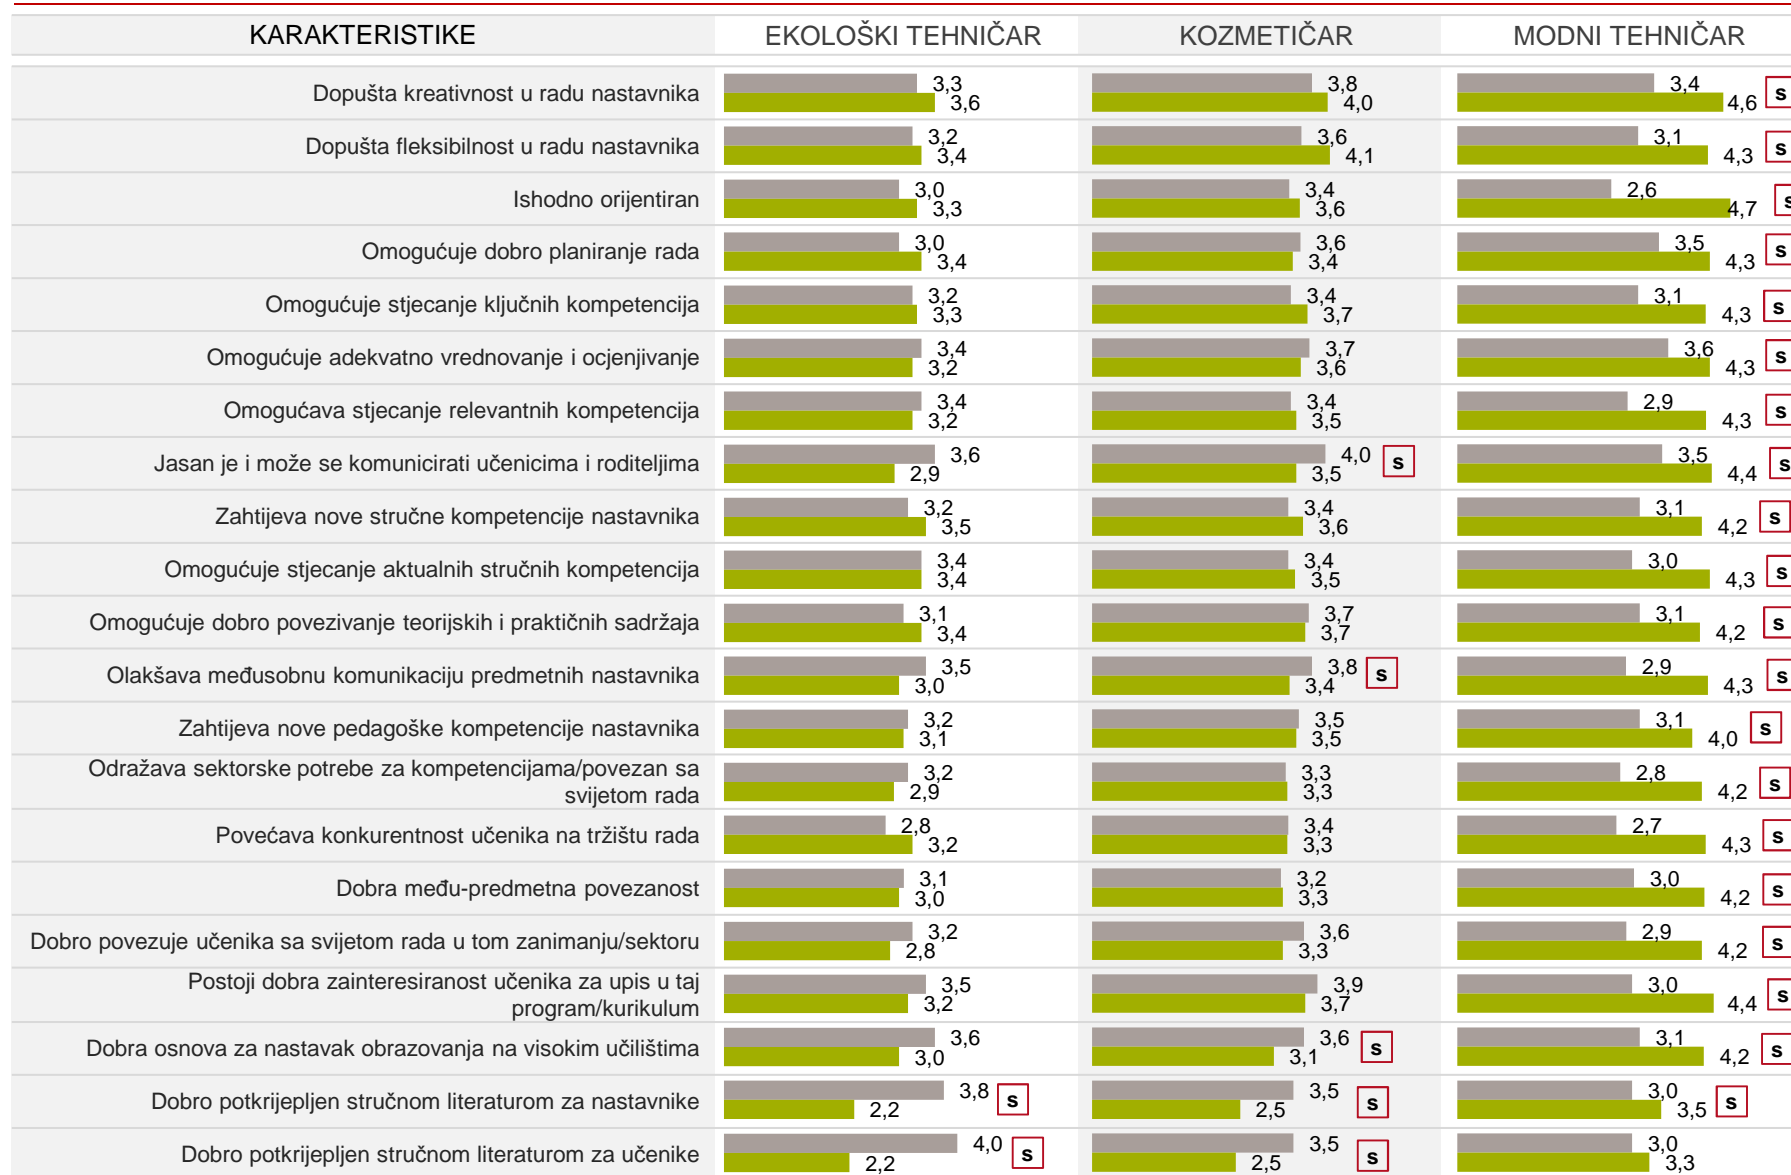 KARAKTERISTIKE EKOLOŠKI TEHNIČAR KOZMETIČAR MODNI TEHNIČAR
Dopušta kreativnost u radu nastavnika 3,3 3,8 3,4
3,6 4,0 4,6 s
Dopušta fleksibilnost u radu nastavnika 3,2 3,6 3,1
3,4 4,1 4,3 s
Ishodno orijentiran 3,0 3,4 2,6
3,3 3,6 4,7 s
Omogućuje dobro planiranje rada 3,0 3,6 3,5
3,4 3,4 4,3 s
Omogućuje stjecanje ključnih kompetencija 3,2 3,4 3,1
3,3 3,7 4,3 s
Omogućuje adekvatno vrednovanje i ocjenjivanje 3,4 3,7 3,6
3,2 3,6 4,3 s
Omogućava stjecanje relevantnih kompetencija 3,4 3,4 2,9
3,2 3,5 4,3 s
Jasan je i može se komunicirati učenicima i roditeljima 3,6 4,0 s 3,5
2,9 3,5 4,4 s
Zahtijeva nove stručne kompetencije nastavnika 3,2 3,4 3,1
3,5 3,6 4,2 s
Omogućuje stjecanje aktualnih stručnih kompetencija 3,4 3,4 3,0
3,4 3,5 4,3 s
Omogućuje dobro povezivanje teorijskih i praktičnih sadržaja 3,1 3,7 3,1
3,4 3,7 4,2 s
Olakšava međusobnu komunikaciju predmetnih nastavnika 3,5 3,8 s 2,9
3,0 3,4 4,3 s
Zahtijeva nove pedagoške kompetencije nastavnika 3,2 3,5 3,1
3,1 3,5 4,0 s
Odražava sektorske potrebe za kompetencijama/povezan sa 3,2 3,3 2,8
svijetom rada 2,9 3,3 4,2 s
Povećava konkurentnost učenika na tržištu rada 2,8 3,4 2,7
3,2 3,3 4,3 s
Dobra među-predmetna povezanost 3,1 3,2 3,0
3,0 3,3 4,2 s
Dobro povezuje učenika sa svijetom rada u tom zanimanju/sektoru 3,2 3,6 2,9
2,8 3,3 4,2 s
Postoji dobra zainteresiranost učenika za upis u taj 3,5 3,9 3,0
program/kurikulum 3,2 3,7 4,4 s
Dobra osnova za nastavak obrazovanja na visokim učilištima 3,6 3,6 s 3,1
3,0 3,1 4,2 s
Dobro potkrijepljen stručnom literaturom za nastavnike 3,8 s 3,5 s 3,0 s
2,2 2,5 3,5
Dobro potkrijepljen stručnom literaturom za učenike 4,0 s 3,5 s 3,0
2,2 2,5 3,3